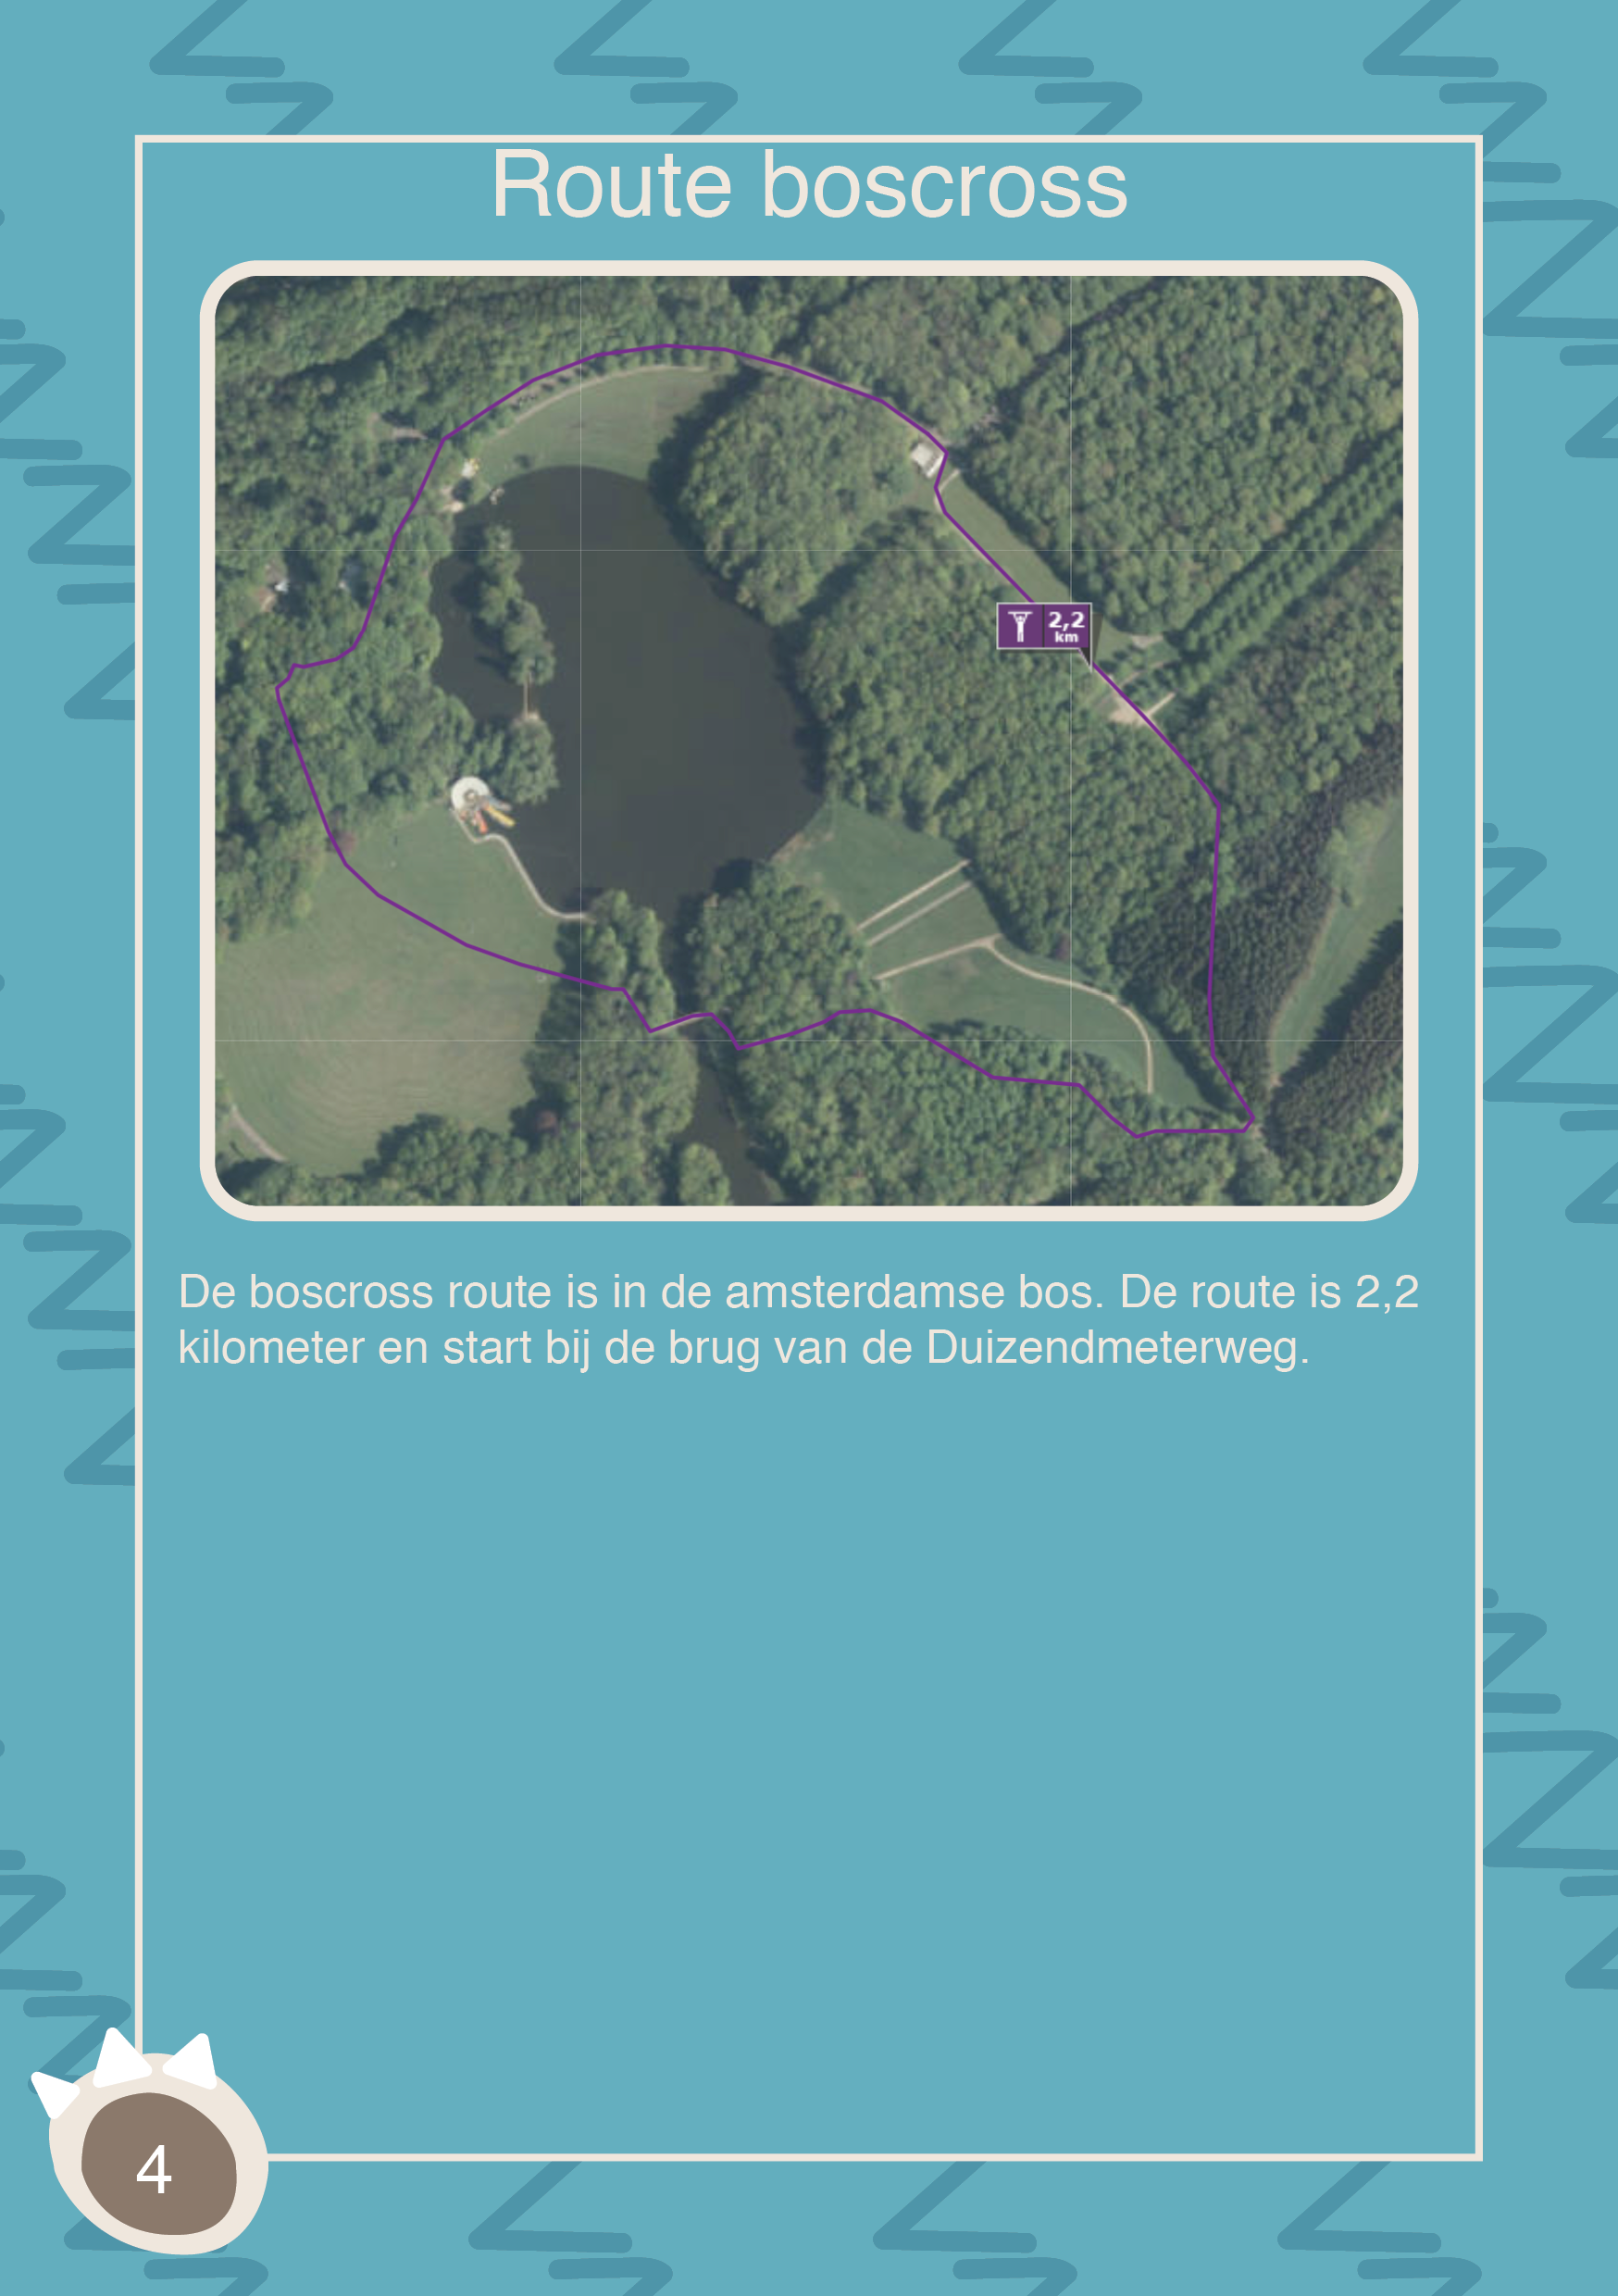 Route boscross
2,2
km
De boscross route is in de amsterdamse bos. De route is 2,2
kilometer en start bij de brug van de Duizendmeterweg.
4